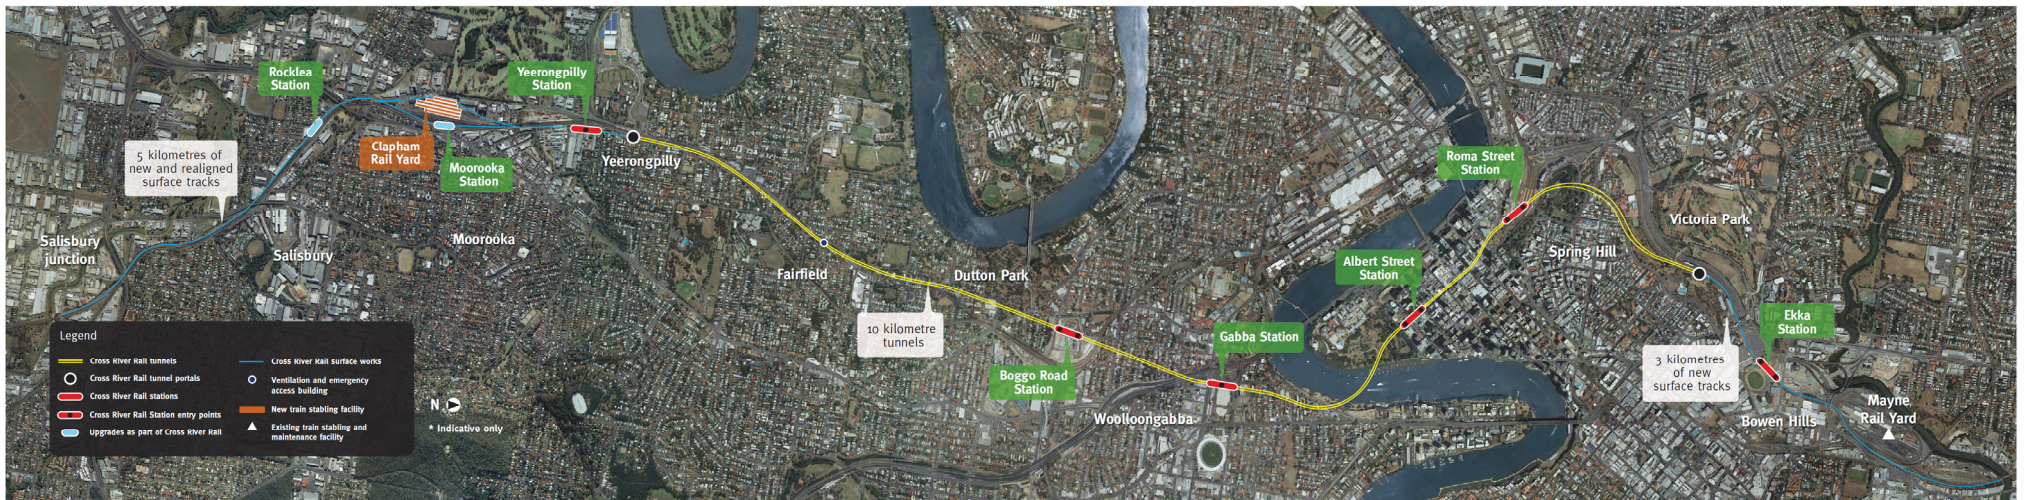 Rocklea
Station
Yeerongpilly
Station
Clapham
Rail Yard
Moorooka
Station
5 kilometres of
new and realigned
surface tracks
Yeerongpilly
Salisbury
junction
Salisbury
Moorooka
Fairfield
Dutton Park
10 kilometre
tunnels
Boggo Road
Station
Gabba Station
Woolloongabba
Albert Street
Station
Roma Street
Station
Spring Hill
Victoria Park
3 kilometres
of new
surface tracks
Ekka
Station
Bowen Hills
Mayne
Rail Yard
Legend
Cross River Rail tunnels
Cross River Rail tunnel portals
Cross River Rail stations
Cross River Rail Station entry points
Upgrades as part of Cross River Rail
Cross River Rail surface works
Ventilation and emergency
access building
New train stabling facility
Existing train stabling and
maintenance facility
N
* Indicative only